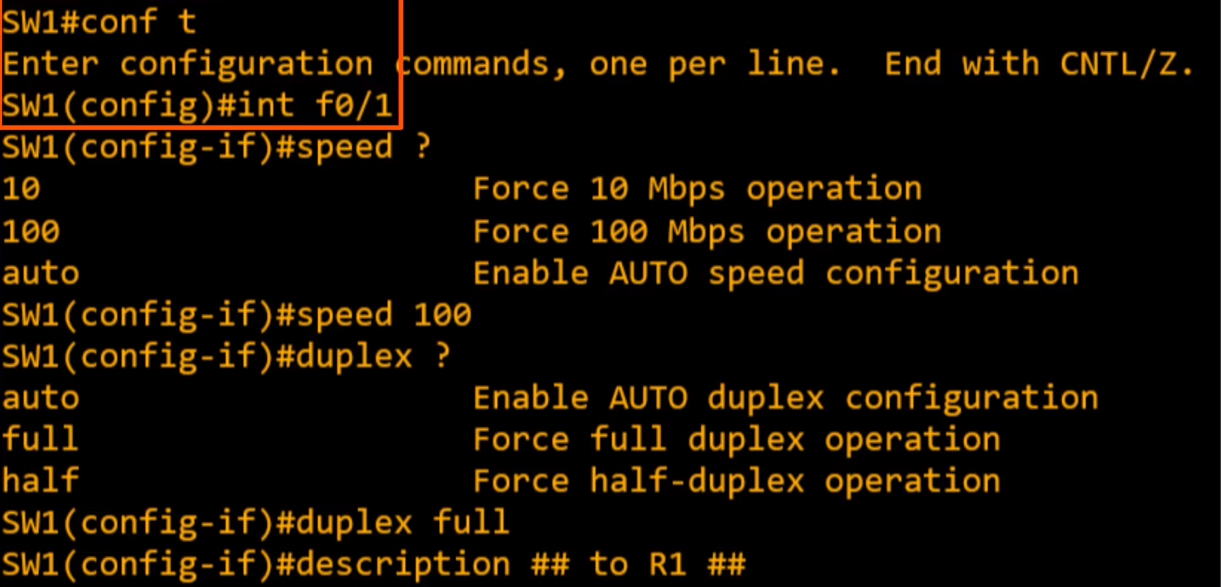 SW1#conf t
Enter configuration commands, one per line.  End with CNTL/Z.
SW1(config)#int f0/1
SW1(config-if)#speed ?
10                      Force 10 Mbps operation
100                     Force 100 Mbps operation
auto                    Enable AUTO speed configuration
SW1(config-if)#speed 100
SW1(config-if)#duplex ?
auto                    Enable AUTO duplex configuration
full                    Force full duplex operation
half                    Force half-duplex operation
SW1(config-if)#duplex full
SW1(config-if)#description ## to R1 ##